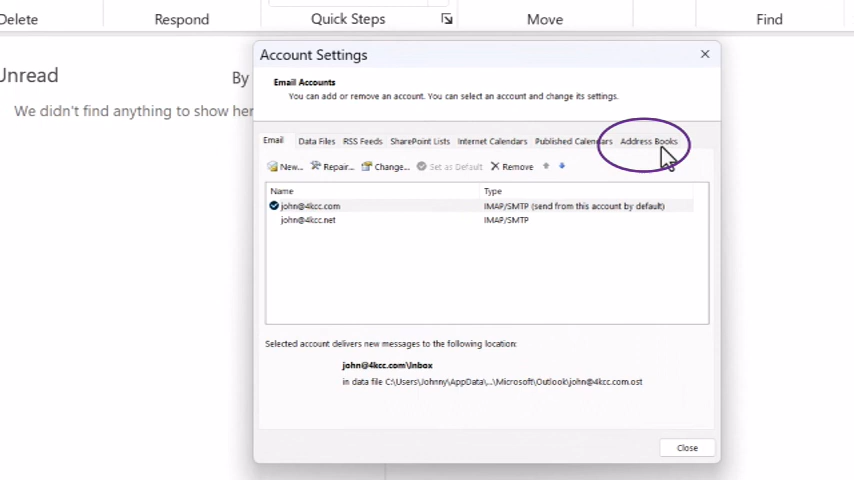 Delete Respond Quick Steps Move Find
Account Settings
Unread By
Email Accounts
You can add or remove an account. You can select an account and change its settings.
We didn't find anything to show her
Email Data Files RSS Feeds SharePoint Lists Internet Calendars Published Calendars Address Books
New... Repair... Change... Set as Default Remove
Name Type
john@4kcc.com IMAP/SMTP (send from this account by default)
john@4kcc.net IMAP/SMTP
Selected account delivers new messages to the following location:
john@4kcc.com\Inbox
in data file C:\Users\Johnny\AppData\...\Microsoft\Outlook\john@4kcc.com.ost
Close